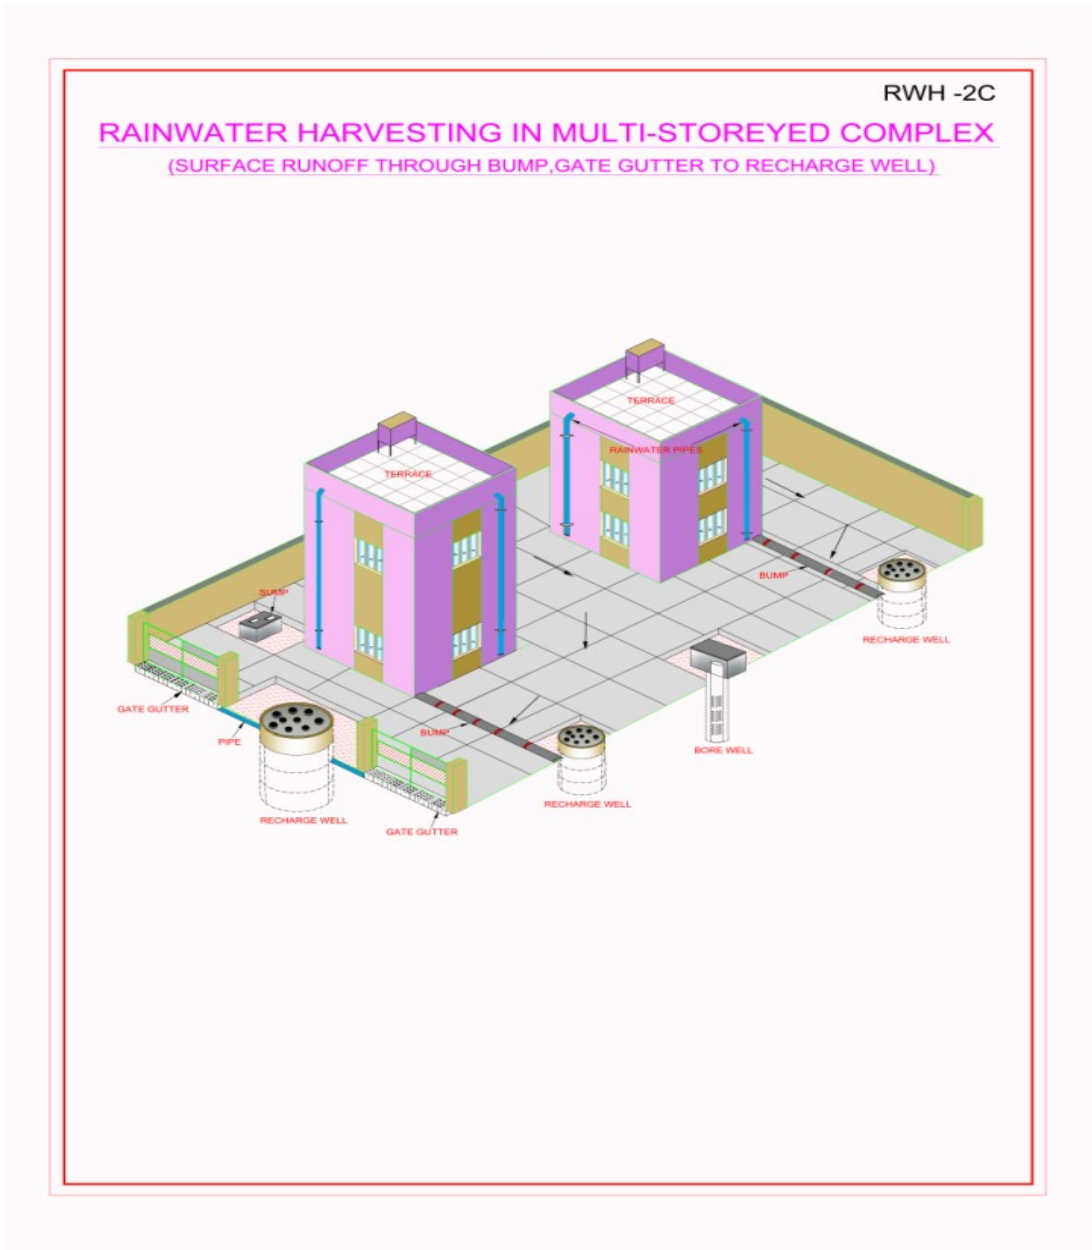 RWH -2C
RAINWATER HARVESTING IN MULTI-STOREYED COMPLEX
(SURFACE RUNOFF THROUGH BUMP,GATE GUTTER TO RECHARGE WELL)
TERRACE
RAINWATER PIPES
TERRACE
BUMP
SUMP
RECHARGE WELL
GATE GUTTER
BUMP
PIPE
BORE WELL
RECHARGE WELL
RECHARGE WELL
GATE GUTTER